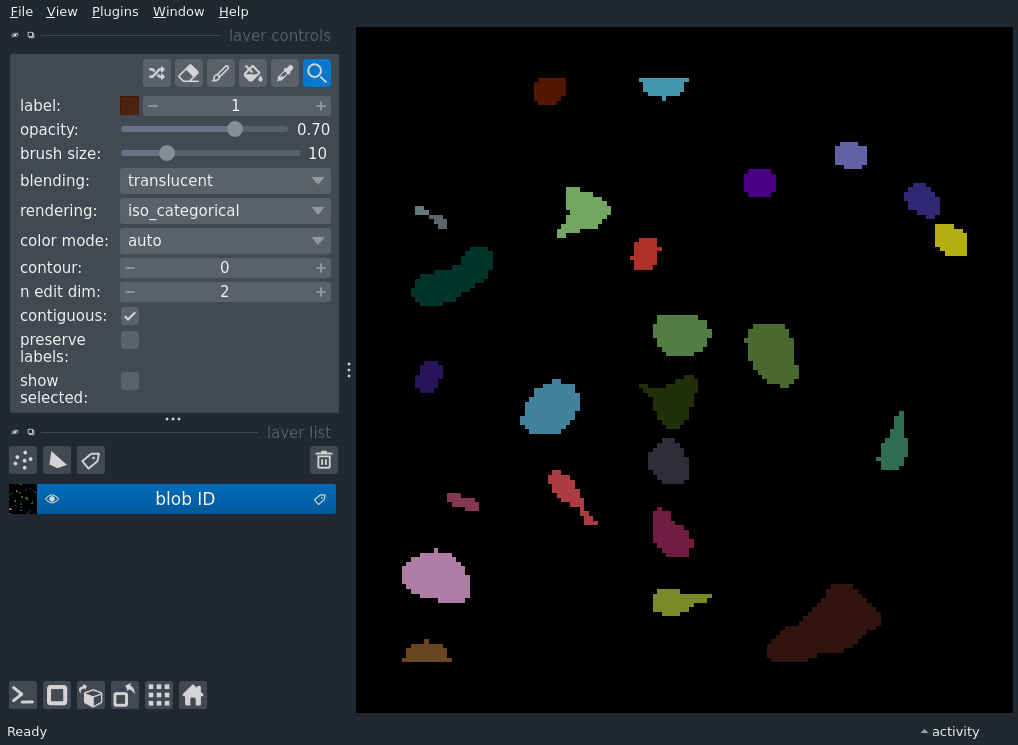 File View Plugins Window Help
layer controls
label: 1
opacity: 0.70
brush size: 10
blending: translucent
rendering: iso_categorical
color mode: auto
contour: 0
n edit dim: 2
contiguous:
preserve
labels:
show
selected:
layer list
blob ID
Ready
activity